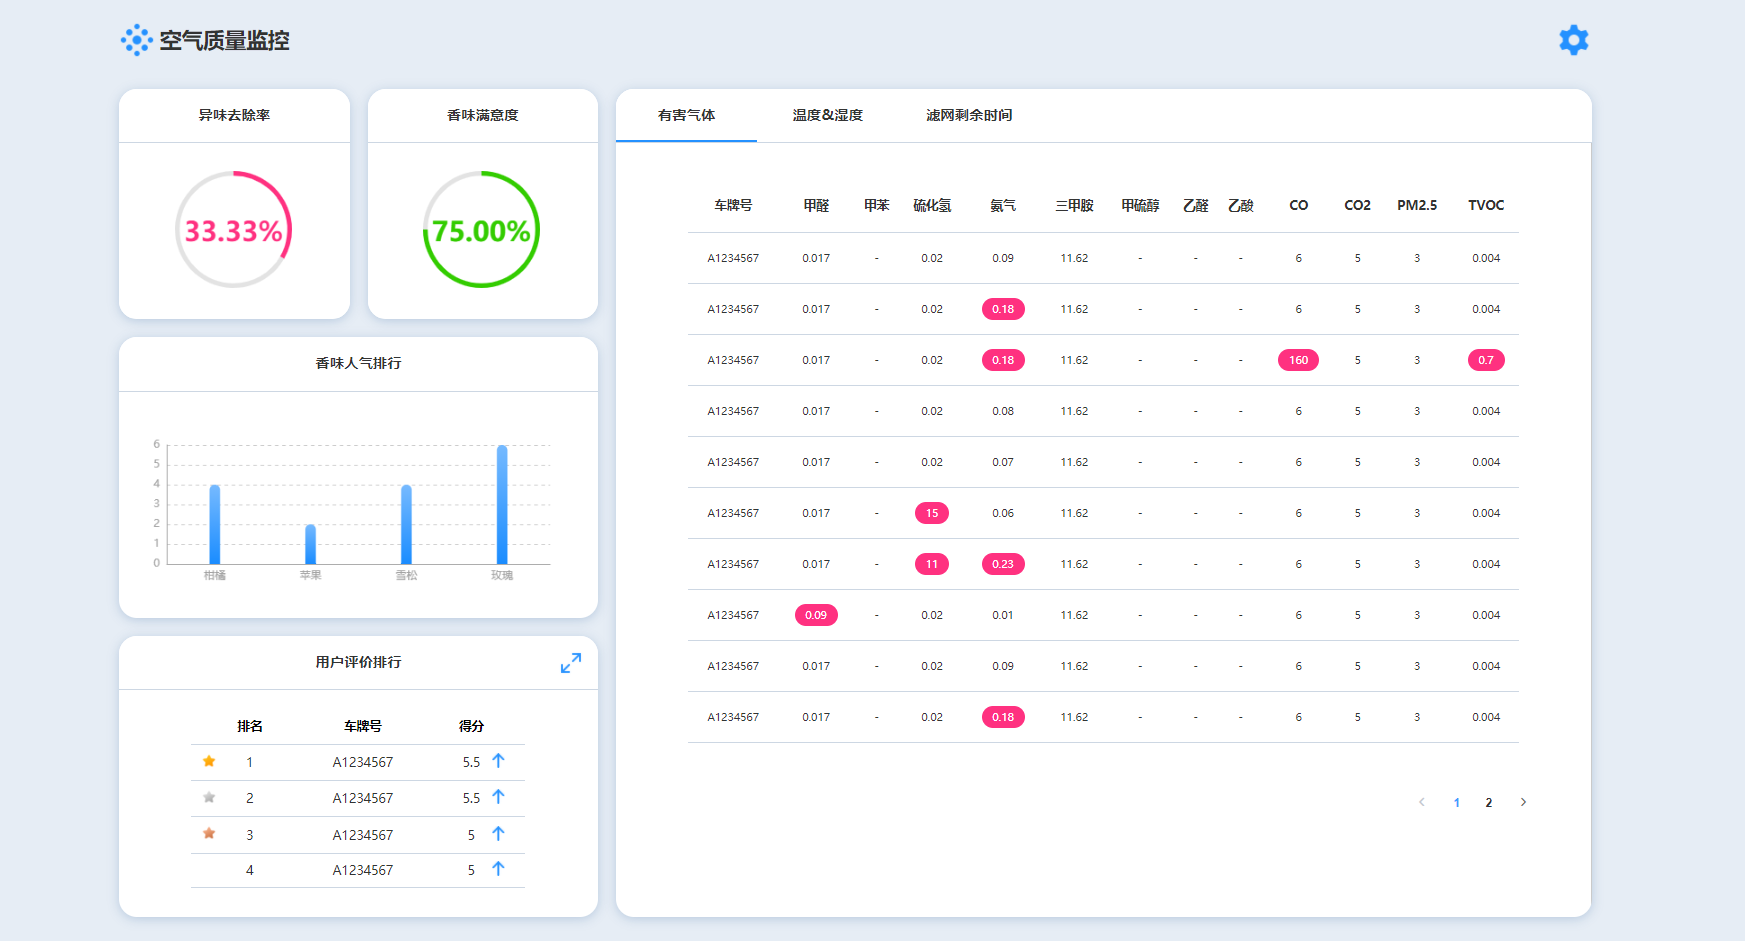 空气质量监控
异味去除率
33.33%
香味满意度
75.00%
香味人气排行
6
5
4
3
2
1
0
柑橘 苹果 雪松 玫瑰
用户评价排行
排名 车牌号 得分
1 A1234567 5.5
2 A1234567 5.5
3 A1234567 5
4 A1234567 5
有害气体 温度&湿度 滤网剩余时间
车牌号 甲醛 甲苯 硫化氢 氨气 三甲胺 甲硫醇 乙醛 乙酸 CO CO2 PM2.5 TVOC
A1234567 0.017 - 0.02 0.09 11.62 - - - 6 5 3 0.004
A1234567 0.017 - 0.02 0.18 11.62 - - - 6 5 3 0.004
A1234567 0.017 - 0.02 0.18 11.62 - - - 160 5 3 0.7
A1234567 0.017 - 0.02 0.08 11.62 - - - 6 5 3 0.004
A1234567 0.017 - 0.02 0.07 11.62 - - - 6 5 3 0.004
A1234567 0.017 - 15 0.06 11.62 - - - 6 5 3 0.004
A1234567 0.017 - 11 0.23 11.62 - - - 6 5 3 0.004
A1234567 0.09 - 0.02 0.01 11.62 - - - 6 5 3 0.004
A1234567 0.017 - 0.02 0.09 11.62 - - - 6 5 3 0.004
A1234567 0.017 - 0.02 0.18 11.62 - - - 6 5 3 0.004
1 2